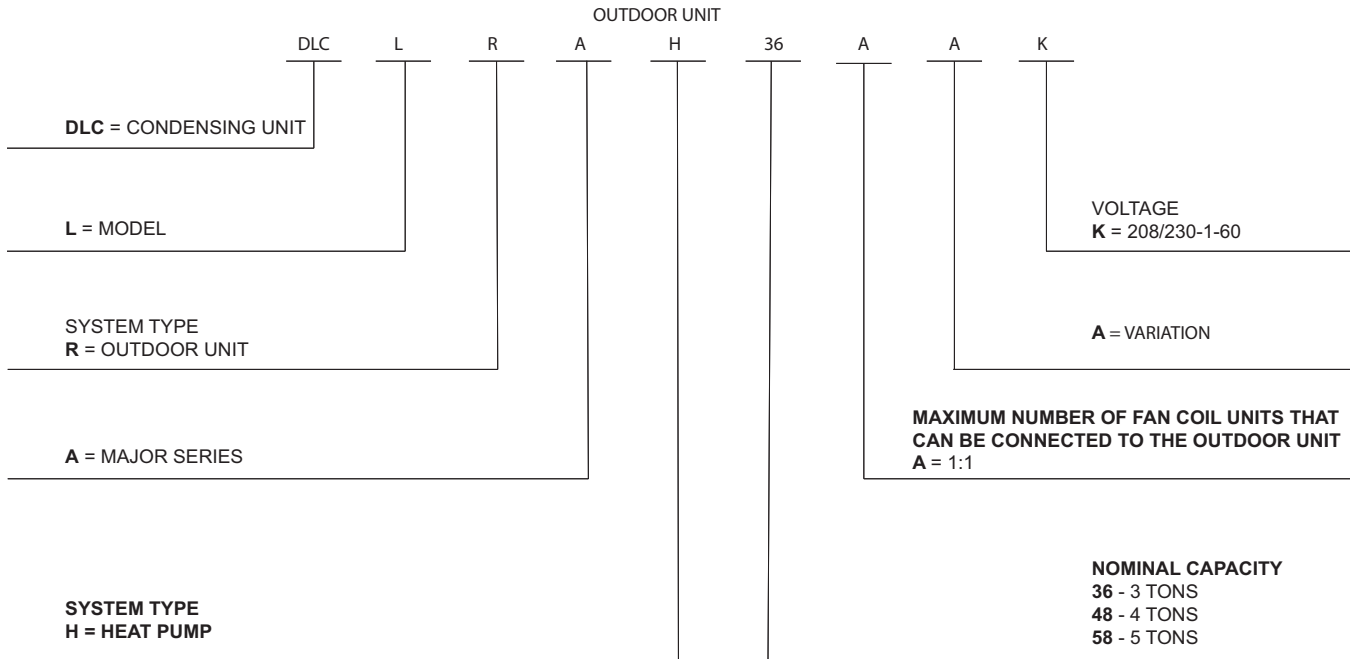 OUTDOOR UNIT
DLC L R A H 36 A A K
DLC = CONDENSING UNIT
L = MODEL
SYSTEM TYPE
R = OUTDOOR UNIT
A = MAJOR SERIES
SYSTEM TYPE
H = HEAT PUMP
VOLTAGE
K = 208/230-1-60
A = VARIATION
MAXIMUM NUMBER OF FAN COIL UNITS THAT
CAN BE CONNECTED TO THE OUTDOOR UNIT
A = 1:1
NOMINAL CAPACITY
36 - 3 TONS
48 - 4 TONS
58 - 5 TONS